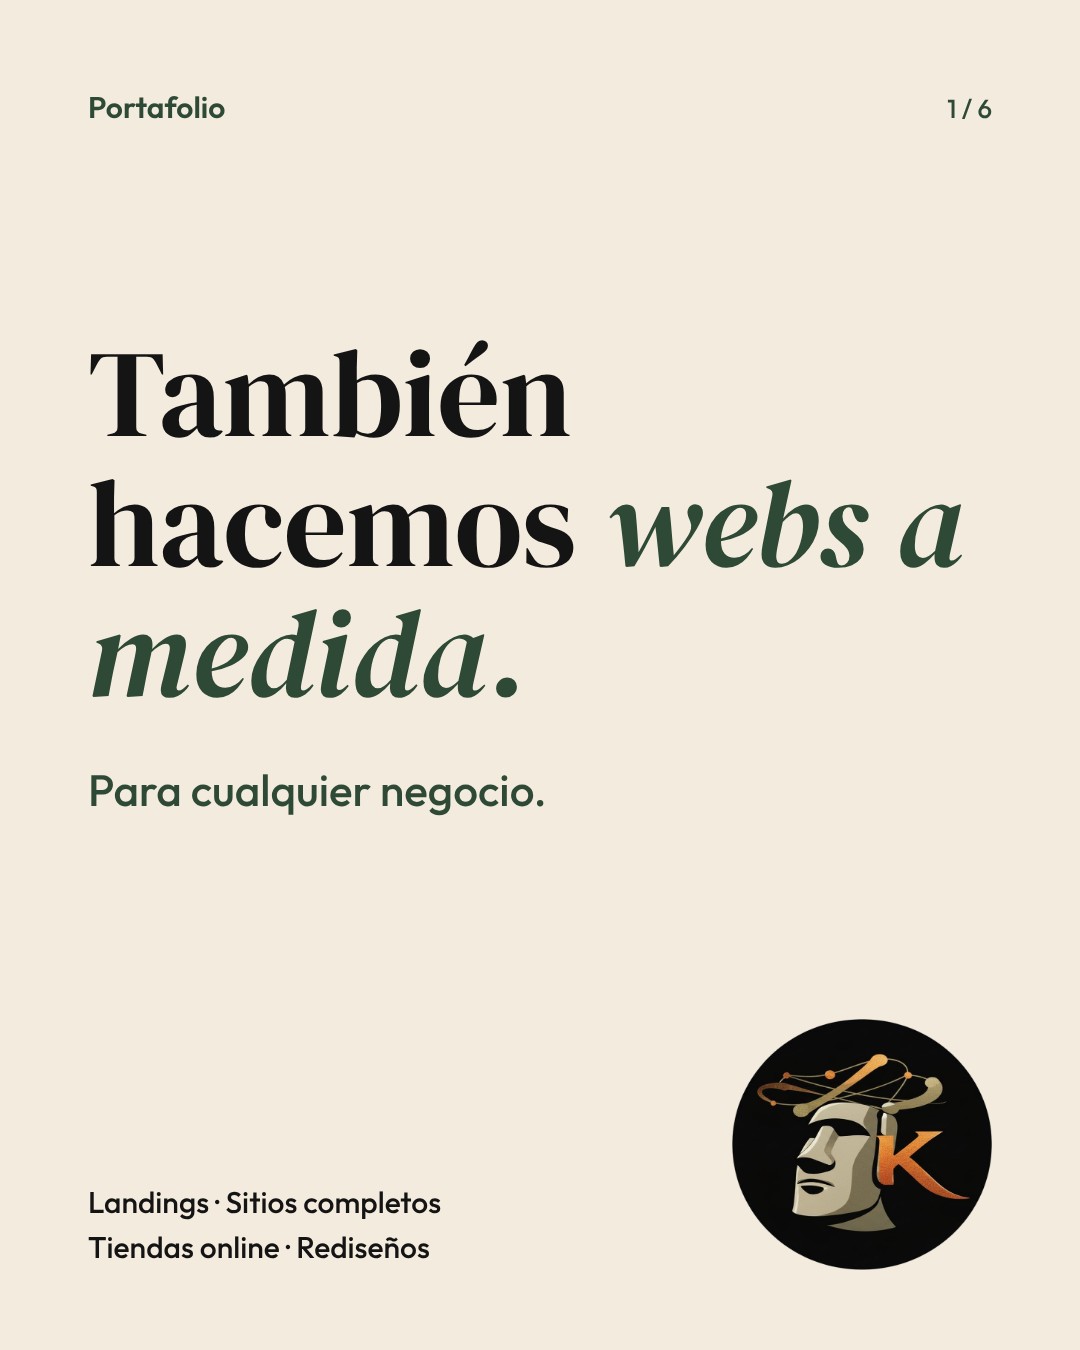 Portafolio
1 / 6
También
hacemos webs a
medida.
Para cualquier negocio.
Landings · Sitios completos
Tiendas online · Rediseños
K